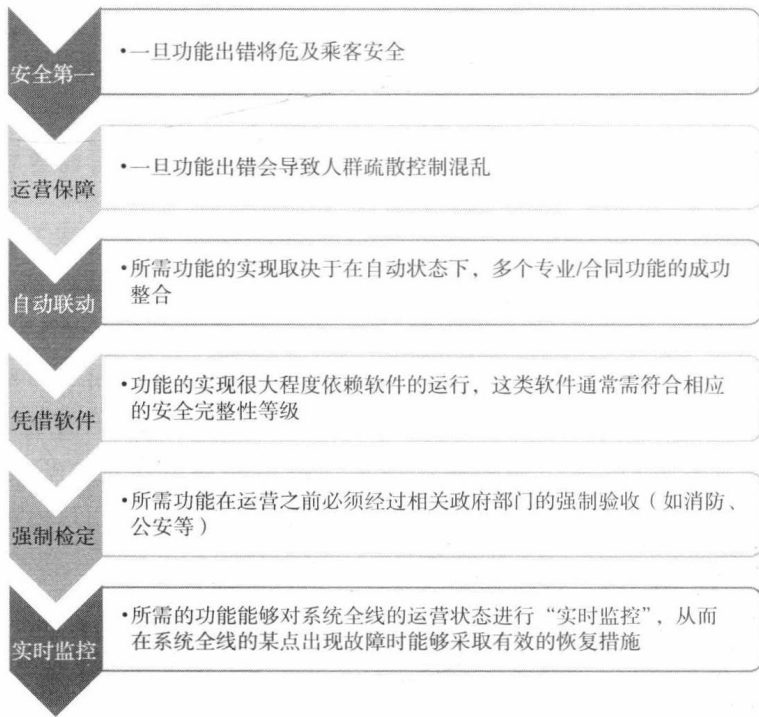 安全第一
•一旦功能出错将危及乘客安全
运营保障
•一旦功能出错会导致人群疏散控制混乱
自动联动
•所需功能的实现取决于在自动状态下，多个专业/合同功能的成功
整合
凭借软件
•功能的实现很大程度依赖软件的运行，这类软件通常需符合相应
的安全完整性等级
强制检定
•所需功能在运营之前必须经过相关政府部门的强制验收（如消防、
公安等）
实时监控
•所需的功能能够对系统全线的运营状态进行“实时监控”，从而
在系统全线的某点出现故障时能够采取有效的恢复措施